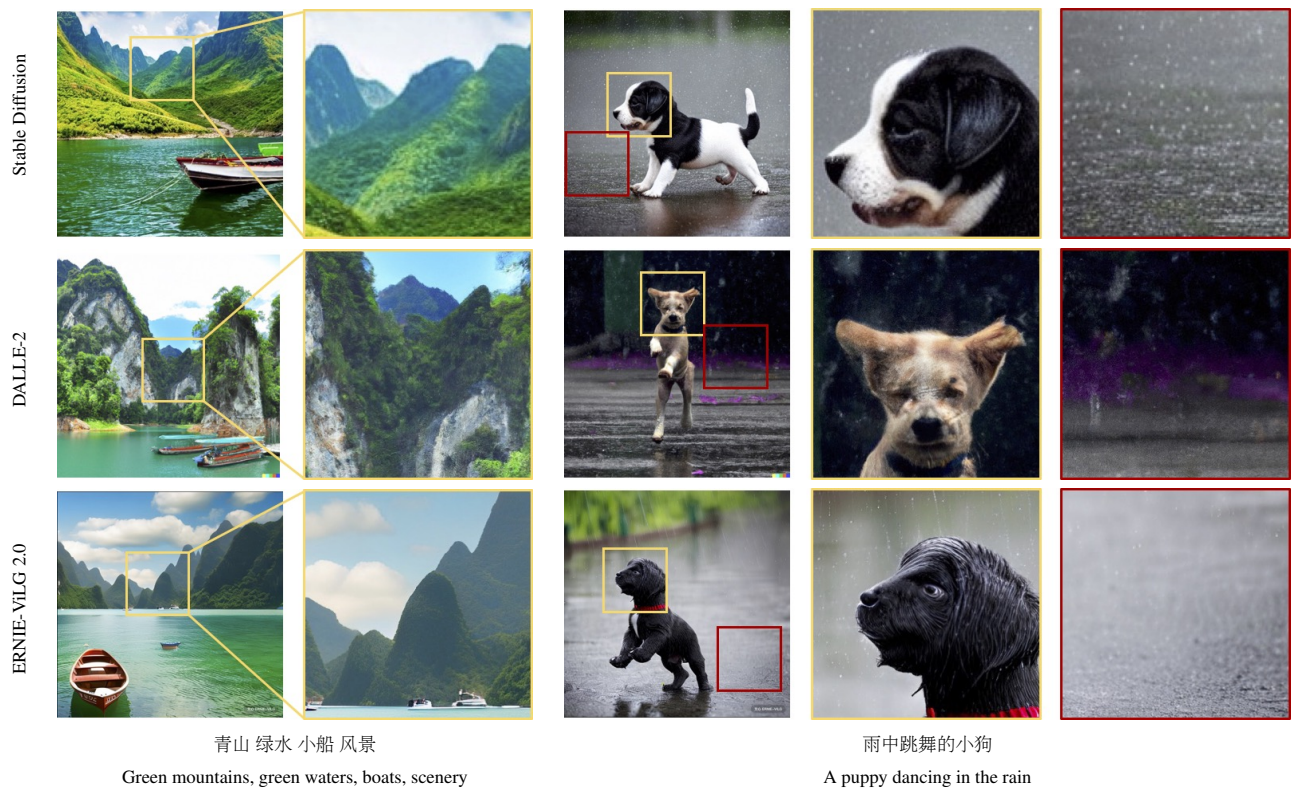 Stable Diffusion
DALLE-2
ERNIE-ViLG 2.0
青山 绿水 小船 风景
Green mountains, green waters, boats, scenery
雨中跳舞的小狗
A puppy dancing in the rain